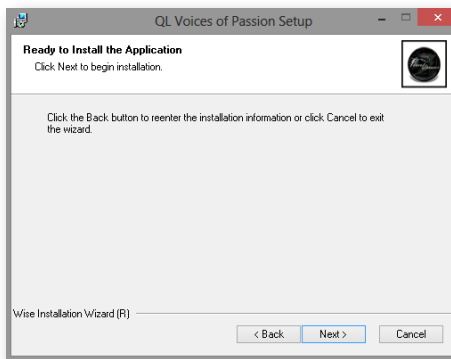 QL Voices of Passion Setup
Ready to Install the Application
Click Next to begin installation.
Click the Back button to reenter the installation information or click Cancel to exit
the wizard.
Wise Installation Wizard (R)
< Back
Next >
Cancel